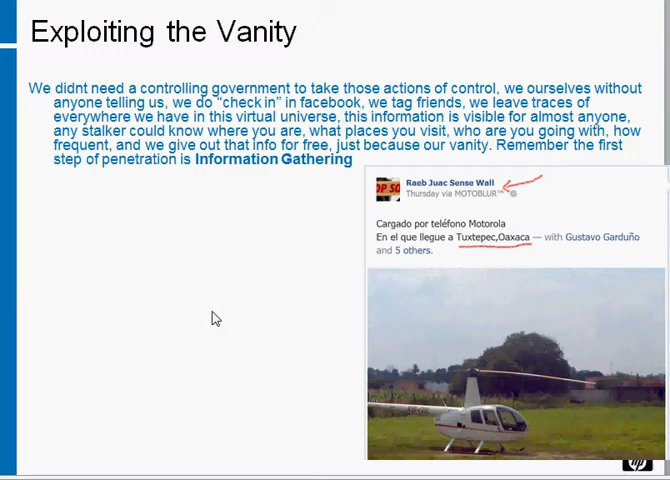 Exploiting the Vanity
We didnt need a controlling government to take those actions of control, we ourselves without
anyone telling us, we do “check in” in facebook, we tag friends, we leave traces of
everywhere we have in this virtual universe, this information is visible for almost anyone,
any stalker could know where you are, what places you visit, who are you going with, how
frequent, and we give out that info for free, just because our vanity. Remember the first
step of penetration is Information Gathering
Raeb Juac Sense Wall
Thursday via MOTOBLUR™
Cargado por teléfono Motorola
En el que llegue a Tuxtepec,Oaxaca — with Gustavo Garduño
and 5 others.
hp